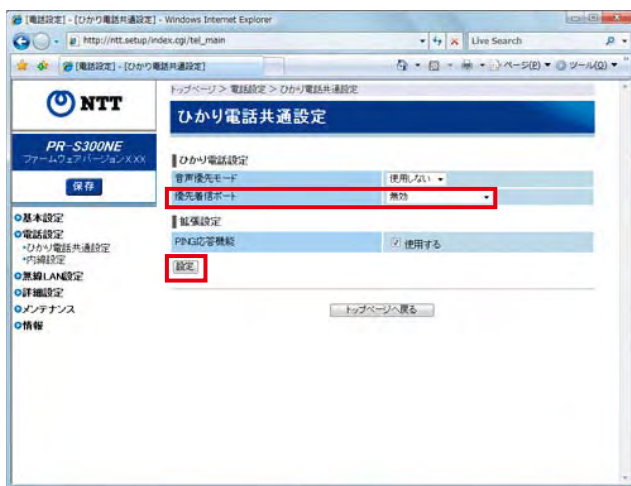 [電話設定] - [ひかり電話共通設定] - Windows Internet Explorer
http://ntt.setup/index.cgi/tel_main
Live Search
[電話設定] - [ひかり電話共通設定]
ページ(P) ツール(O)
トップページ > 電話設定 > ひかり電話共通設定
NTT
ひかり電話共通設定
PR-S300NE
ファームウェアバージョンX.XX
保存
ひかり電話設定
音声優先モード 使用しない
優先着信ポート 無効
拡張設定
PING応答機能 使用する
設定
トップページへ戻る
基本設定
電話設定
・ひかり電話共通設定
・内線設定
無線LAN設定
詳細設定
メンテナンス
情報